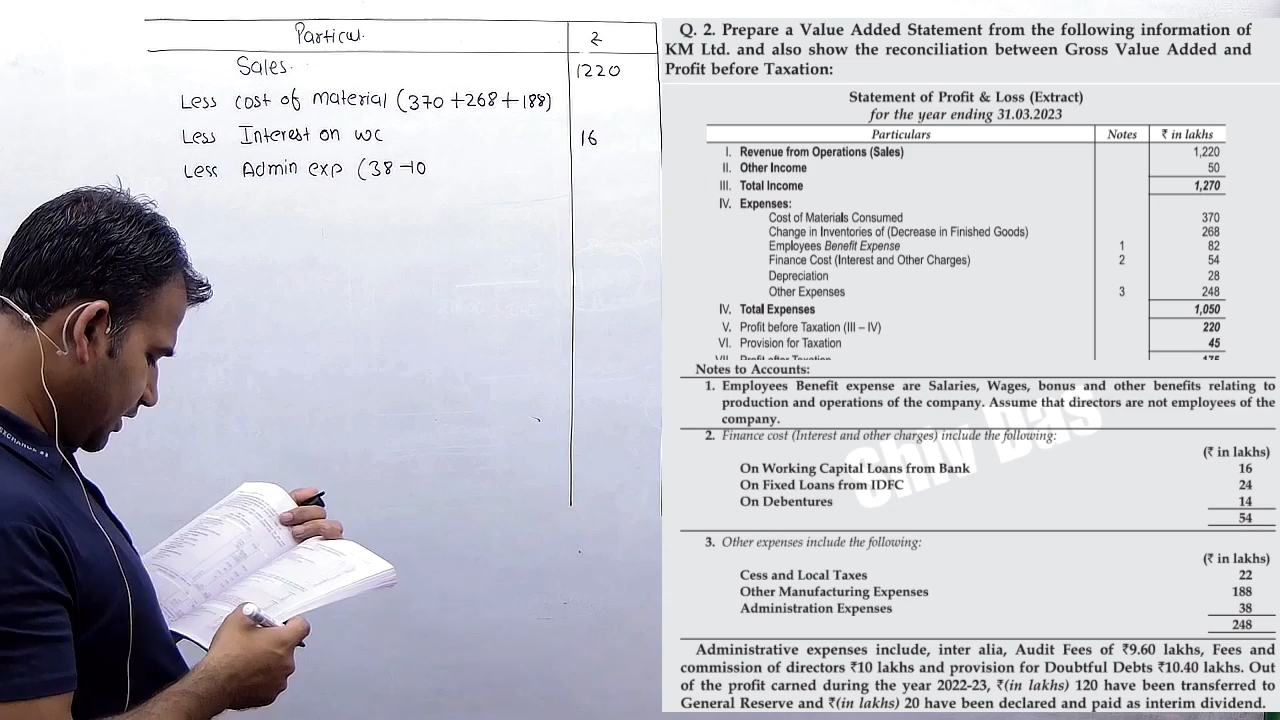 Particul.
₹
Sales.
1220
Less cost of material (370 +268 + 188)
Less Interest on WC
16
Less Admin exp (38-10
Q. 2. Prepare a Value Added Statement from the following information of
KM Ltd. and also show the reconciliation between Gross Value Added and
Profit before Taxation:
Statement of Profit & Loss (Extract)
for the year ending 31.03.2023
Particulars Notes ₹ in lakhs
I. Revenue from Operations (Sales) 1,220
II. Other Income 50
III. Total Income 1,270
IV. Expenses:
Cost of Materials Consumed 370
Change in Inventories of (Decrease in Finished Goods) 268
Employees Benefit Expense 1 82
Finance Cost (Interest and Other Charges) 2 54
Depreciation 28
Other Expenses 3 248
IV. Total Expenses 1,050
V. Profit before Taxation (III – IV) 220
VI. Provision for Taxation 45
VII. Profit after Taxation 175
Notes to Accounts:
1. Employees Benefit expense are Salaries, Wages, bonus and other benefits relating to
production and operations of the company. Assume that directors are not employees of the
company.
2. Finance cost (Interest and other charges) include the following:
(₹ in lakhs)
On Working Capital Loans from Bank 16
On Fixed Loans from IDFC 24
On Debentures 14
54
3. Other expenses include the following:
(₹ in lakhs)
Cess and Local Taxes 22
Other Manufacturing Expenses 188
Administration Expenses 38
248
Administrative expenses include, inter alia, Audit Fees of ₹9.60 lakhs, Fees and
commission of directors ₹10 lakhs and provision for Doubtful Debts ₹10.40 lakhs. Out
of the profit carned during the year 2022-23, ₹(in lakhs) 120 have been transferred to
General Reserve and ₹(in lakhs) 20 have been declared and paid as interim dividend.
Shiv Das